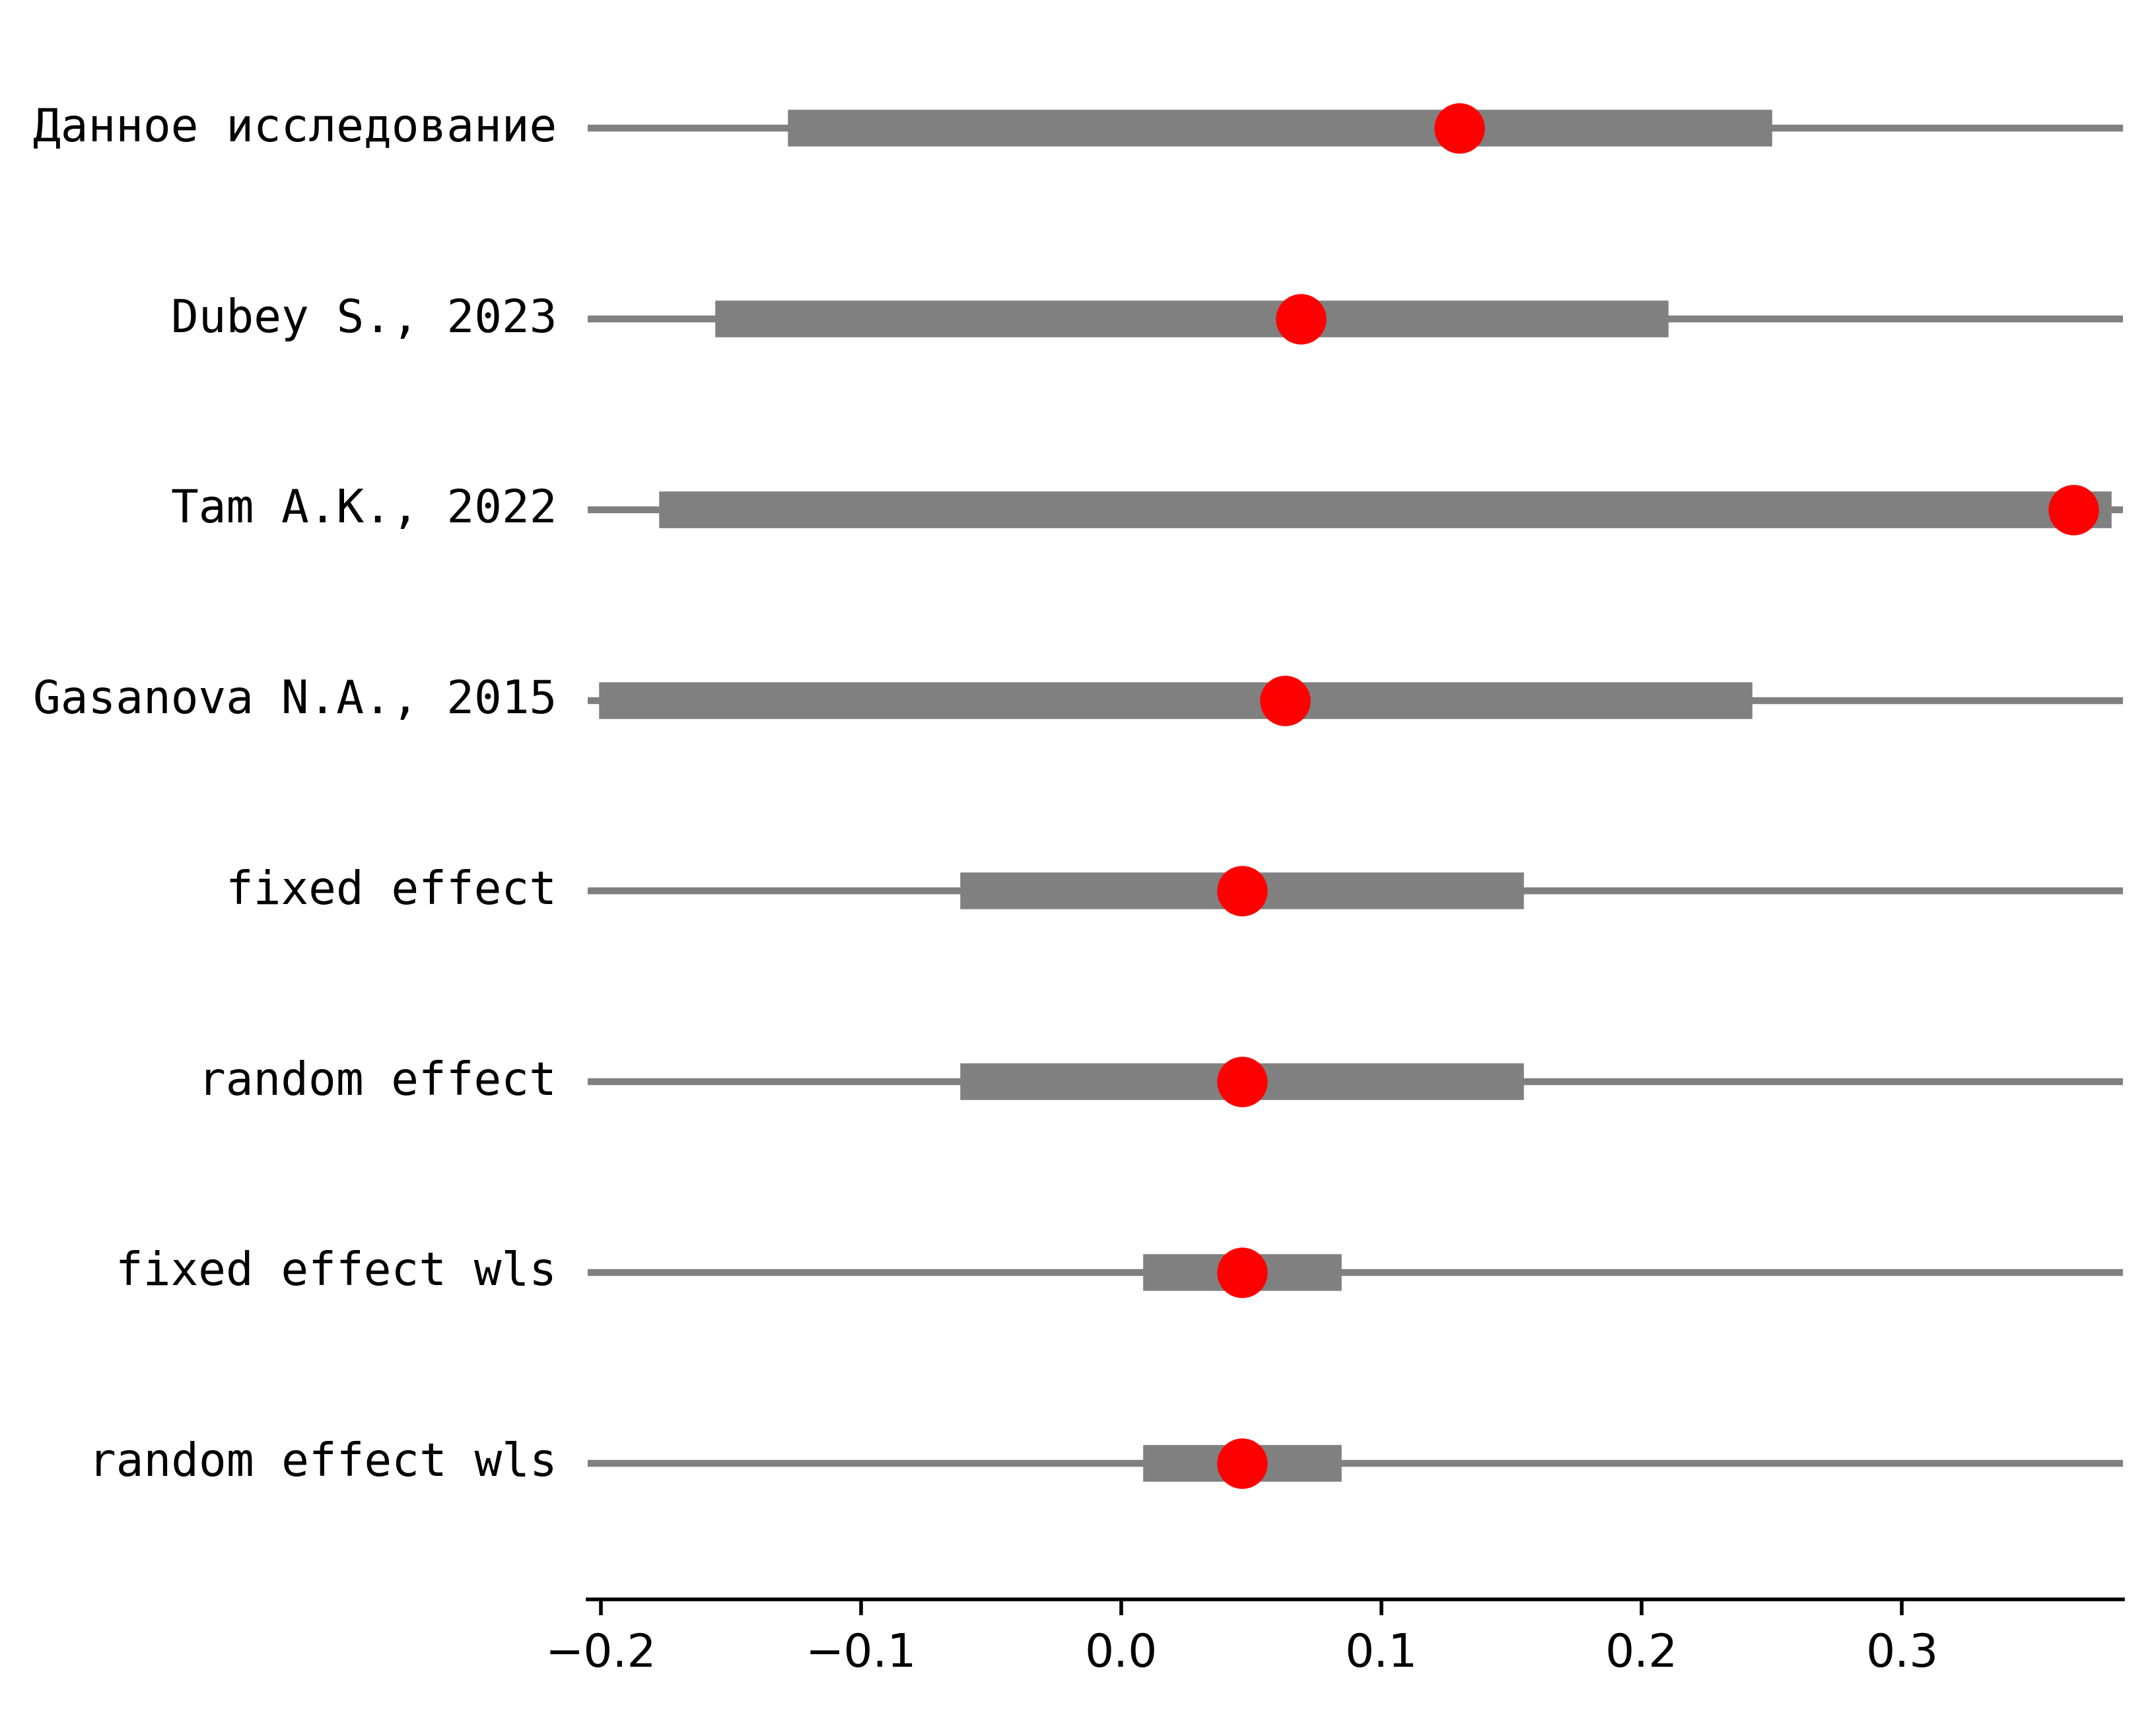 Данное исследование
Dubey S., 2023
Tam A.K., 2022
Gasanova N.A., 2015
fixed effect
random effect
fixed effect wls
random effect wls
−0.2 −0.1 0.0 0.1 0.2 0.3